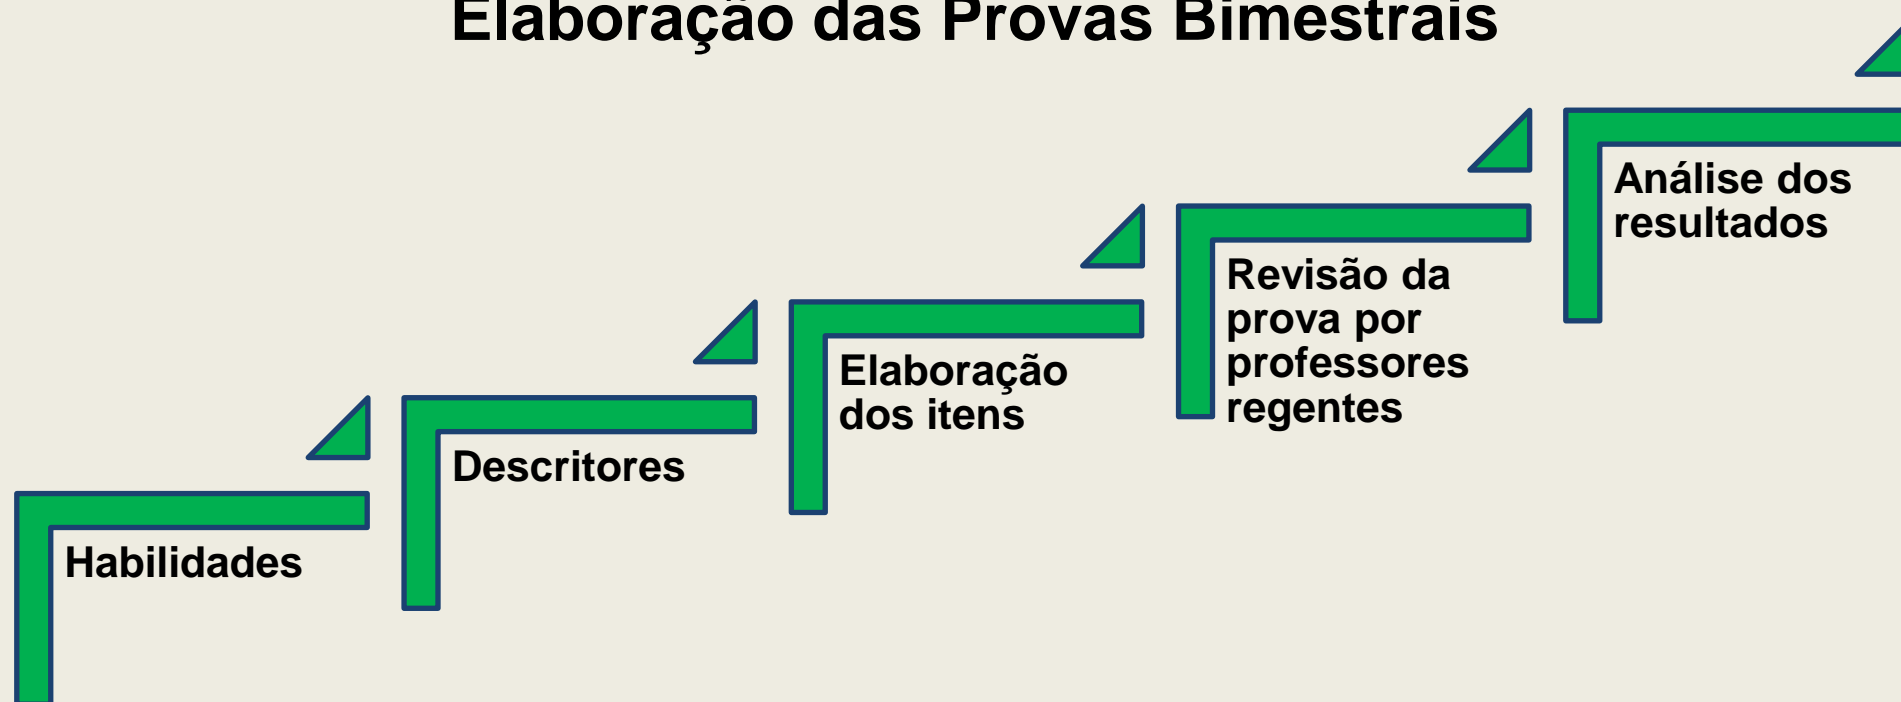 Elaboração das Provas Bimestrais
Habilidades
Descritores
Elaboração
dos itens
Revisão da
prova por
professores
regentes
Análise dos
resultados